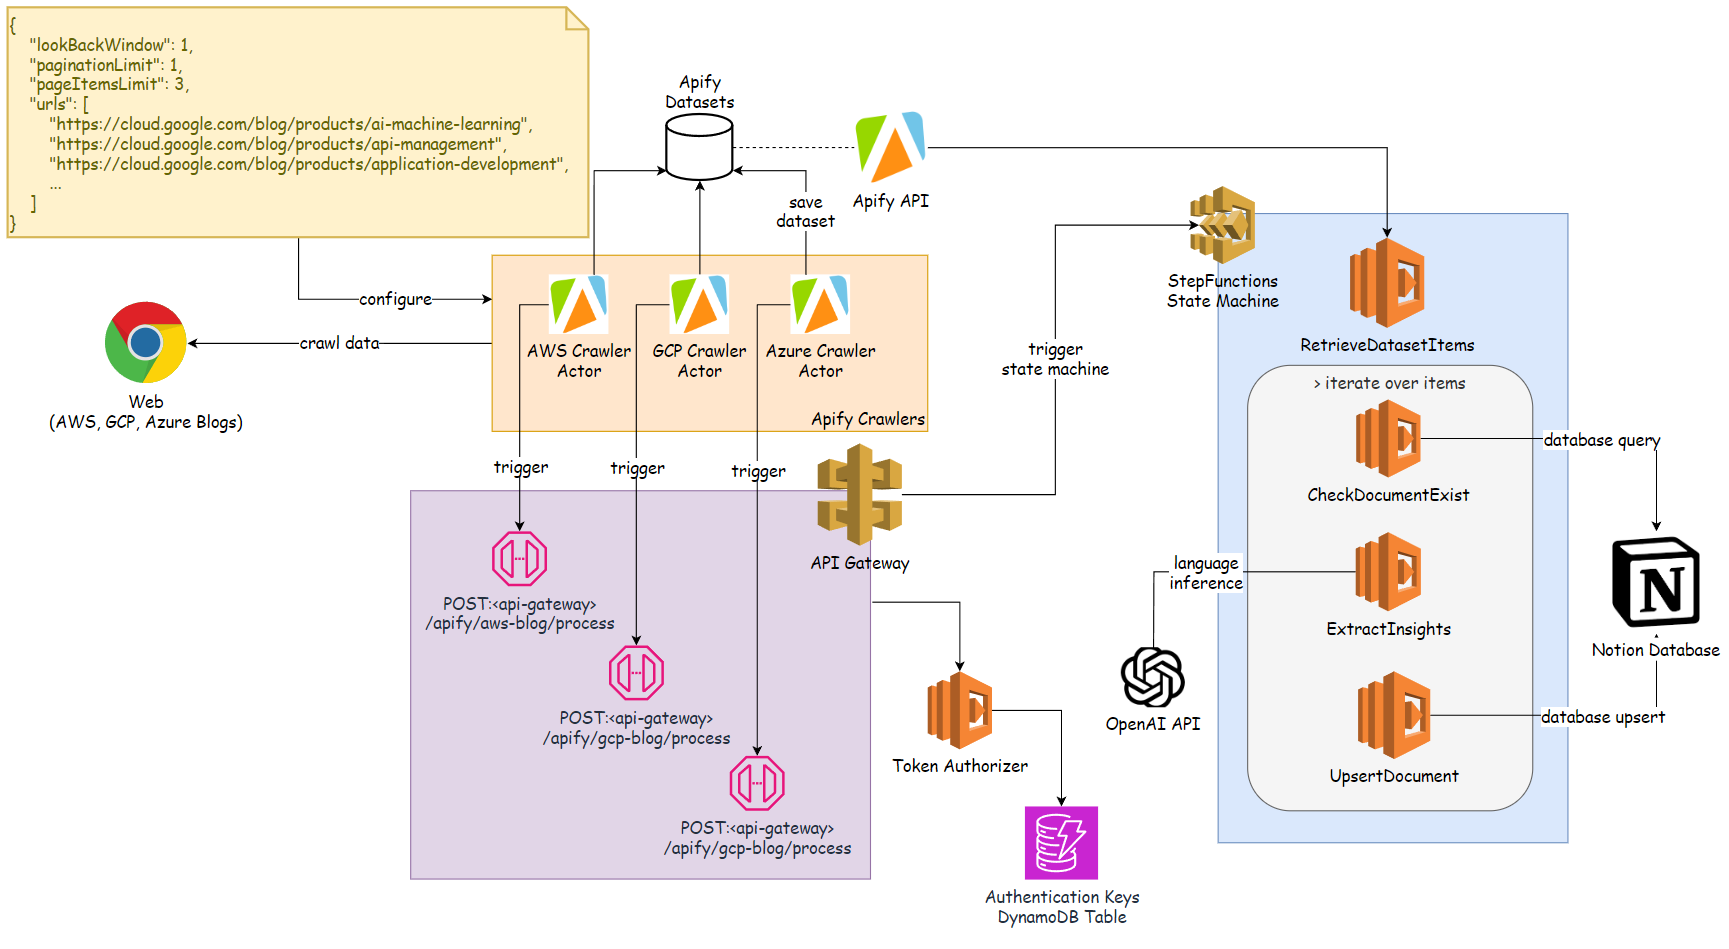 {
"lookBackWindow": 1,
"paginationLimit": 1,
"pageItemsLimit": 3,
"urls": [
"https://cloud.google.com/blog/products/ai-machine-learning",
"https://cloud.google.com/blog/products/api-management",
"https://cloud.google.com/blog/products/application-development",
...
]
}
Apify
Datasets
Apify API
save
dataset
configure
crawl data
Web
(AWS, GCP, Azure Blogs)
AWS Crawler
Actor
GCP Crawler
Actor
Azure Crawler
Actor
Apify Crawlers
trigger
trigger
trigger
API Gateway
POST:<api-gateway>
/apify/aws-blog/process
POST:<api-gateway>
/apify/gcp-blog/process
POST:<api-gateway>
/apify/gcp-blog/process
trigger
state machine
StepFunctions
State Machine
Token Authorizer
Authentication Keys
DynamoDB Table
RetrieveDatasetItems
> iterate over items
CheckDocumentExist
database query
language
inference
ExtractInsights
OpenAI API
N
Notion Database
database upsert
UpsertDocument